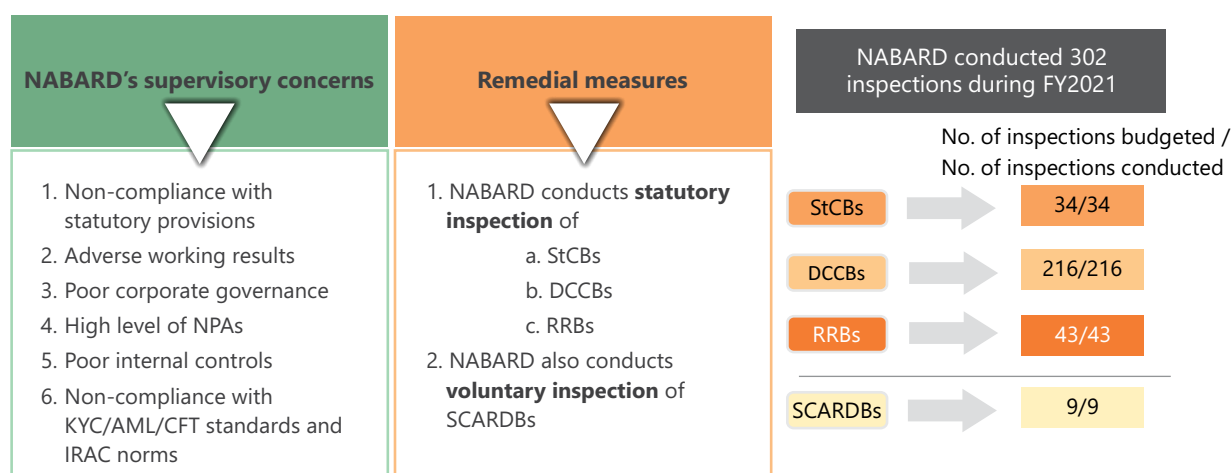 NABARD's supervisory concerns
1. Non-compliance with
statutory provisions
2. Adverse working results
3. Poor corporate governance
4. High level of NPAs
5. Poor internal controls
6. Non-compliance with
KYC/AML/CFT standards and
IRAC norms
Remedial measures
1. NABARD conducts statutory
inspection of
a. StCBs
b. DCCBs
c. RRBs
2. NABARD also conducts
voluntary inspection of
SCARDBs
NABARD conducted 302
inspections during FY2021
No. of inspections budgeted /
No. of inspections conducted
StCBs 34/34
DCCBs 216/216
RRBs 43/43
SCARDBs 9/9